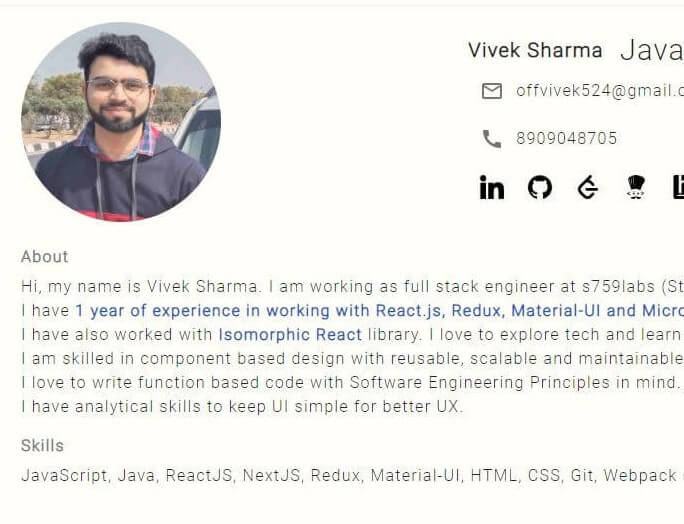 Vivek Sharma Java
offvivek524@gmail.c
8909048705
in
About
Hi, my name is Vivek Sharma. I am working as full stack engineer at s759labs (St
I have 1 year of experience in working with React.js, Redux, Material-UI and Micro
I have also worked with Isomorphic React library. I love to explore tech and learn
I am skilled in component based design with reusable, scalable and maintainable
I love to write function based code with Software Engineering Principles in mind.
I have analytical skills to keep UI simple for better UX.
Skills
JavaScript, Java, ReactJS, NextJS, Redux, Material-UI, HTML, CSS, Git, Webpack